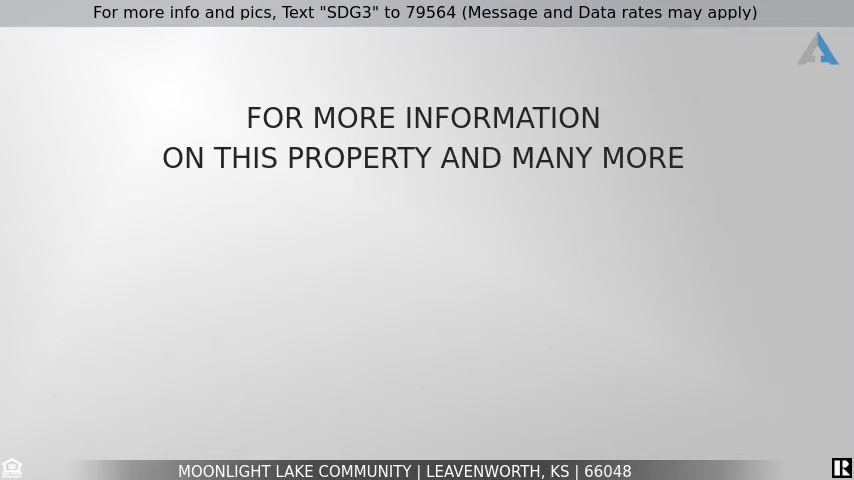 For more info and pics, Text "SDG3" to 79564 (Message and Data rates may apply)
FOR MORE INFORMATION
ON THIS PROPERTY AND MANY MORE
MOONLIGHT LAKE COMMUNITY | LEAVENWORTH, KS | 66048